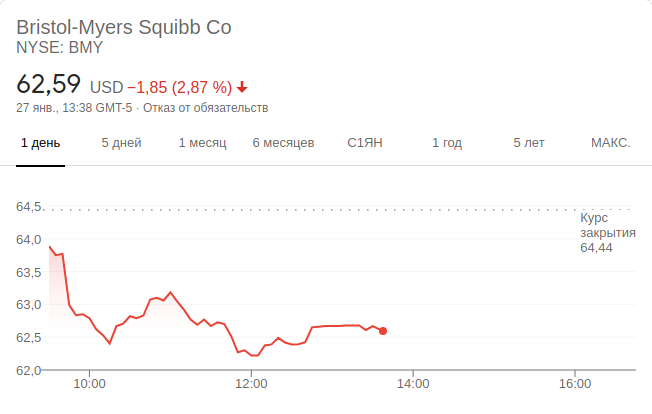 Bristol-Myers Squibb Co
NYSE: BMY
62,59 USD −1,85 (2,87 %)
27 янв., 13:38 GMT-5 · Отказ от обязательств
1 день 5 дней 1 месяц 6 месяцев С1ЯН 1 год 5 лет МАКС.
64,5
Курс
закрытия
64,44
64,0
63,5
63,0
62,5
62,0
10:00 12:00 14:00 16:00